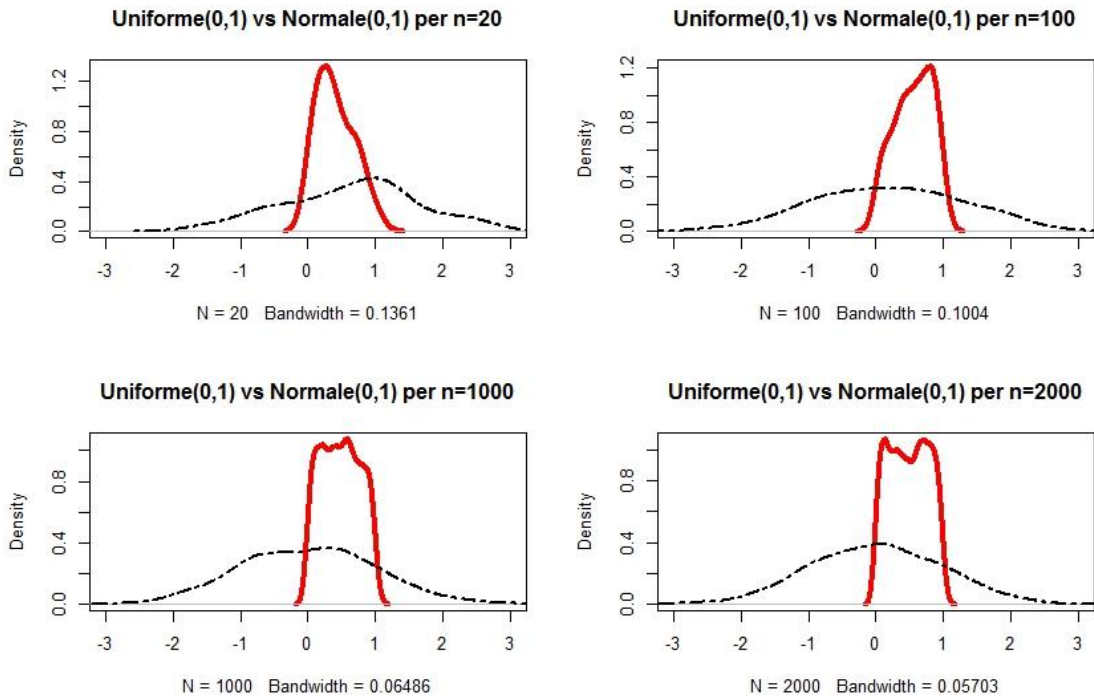 Uniforme(0,1) vs Normale(0,1) per n=20
Density
0.0 0.4 0.8 1.2
-3 -2 -1 0 1 2 3
N = 20 Bandwidth = 0.1361
Uniforme(0,1) vs Normale(0,1) per n=100
Density
0.0 0.4 0.8 1.2
-3 -2 -1 0 1 2 3
N = 100 Bandwidth = 0.1004
Uniforme(0,1) vs Normale(0,1) per n=1000
Density
0.0 0.4 0.8
-3 -2 -1 0 1 2 3
N = 1000 Bandwidth = 0.06486
Uniforme(0,1) vs Normale(0,1) per n=2000
Density
0.0 0.4 0.8
-3 -2 -1 0 1 2 3
N = 2000 Bandwidth = 0.05703